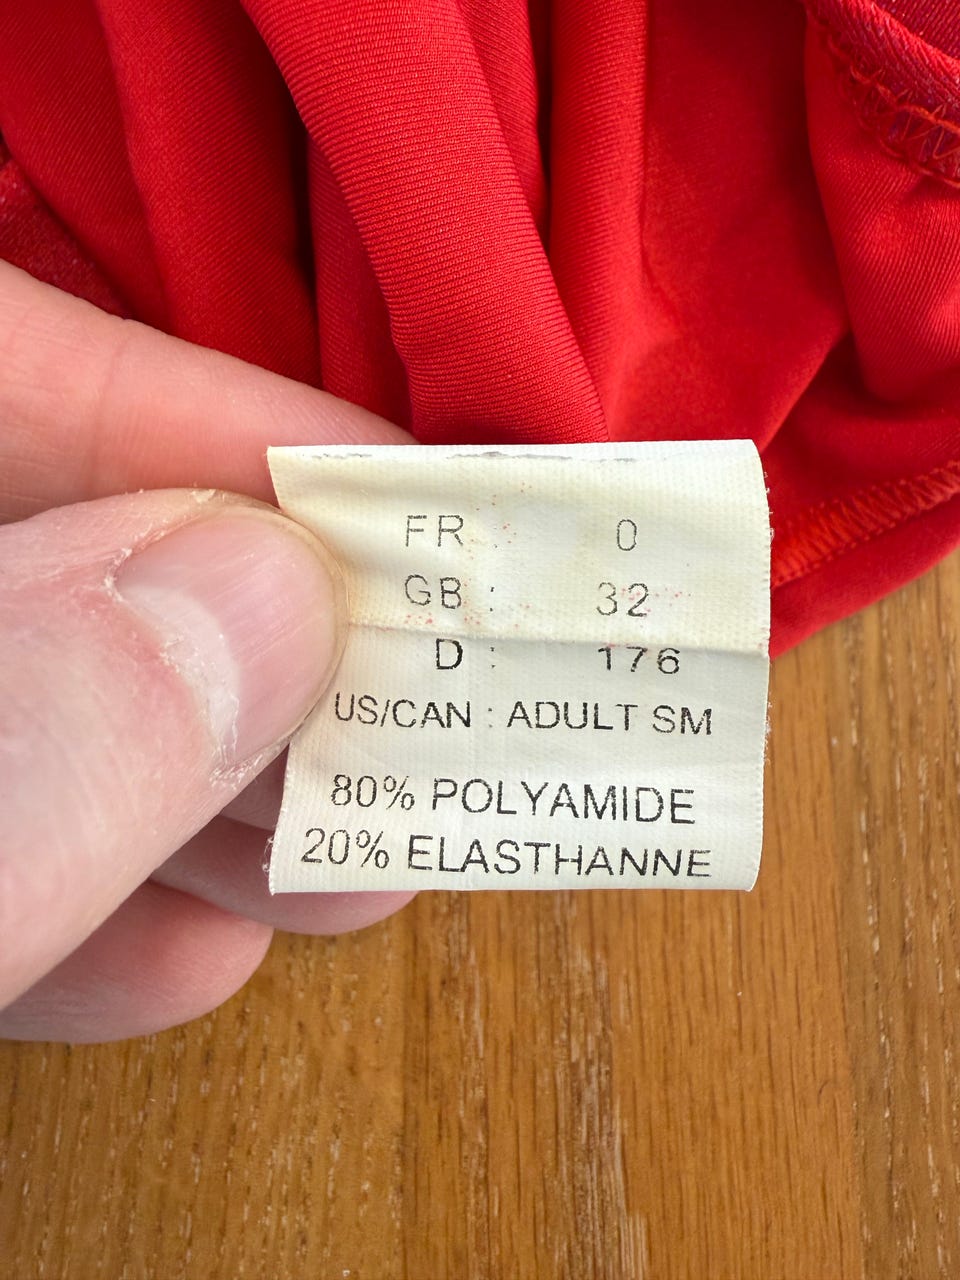 FR : 0
GB : 32
D : 176
US/CAN : ADULT SM
80% POLYAMIDE
20% ELASTHANNE